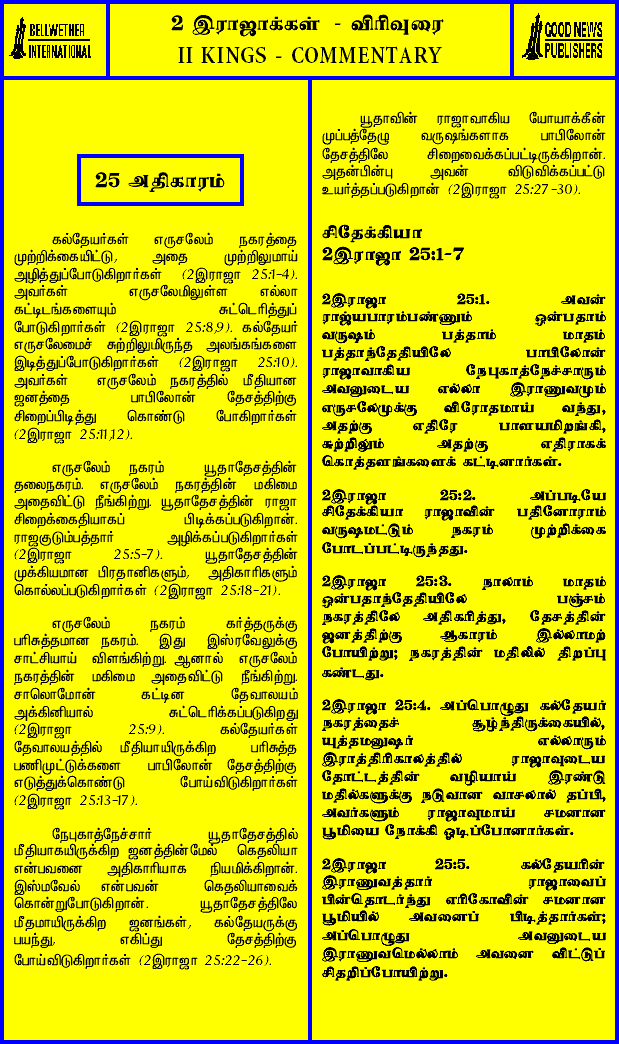 BELLWETHER
INTERNATIONAL
2 இராஜாக்கள் - விரிவுரை
II KINGS - COMMENTARY
GOOD NEWS
PUBLISHERS
25 அதிகாரம்
கல்தேயர்கள் எருசலேம் நகரத்தை
முற்றிக்கையிட்டு, அதை முற்றிலுமாய்
அழித்துப்போடுகிறார்கள் (2இராஜா 25:1-4).
அவர்கள் எருசலேமிலுள்ள எல்லா
கட்டிடங்களையும் சுட்டெரித்துப்
போடுகிறார்கள் (2இராஜா 25:8,9). கல்தேயர்
எருசலேமைச் சுற்றிலுமிருந்த அலங்கங்களை
இடித்துப்போடுகிறார்கள் (2இராஜா 25:10).
அவர்கள் எருசலேம் நகரத்தில் மீதியான
ஜனத்தை பாபிலோன் தேசத்திற்கு
சிறைப்பிடித்து கொண்டு போகிறார்கள்
(2இராஜா 25:11,12).
எருசலேம் நகரம் யூதாதேசத்தின்
தலைநகரம். எருசலேம் நகரத்தின் மகிமை
அதைவிட்டு நீங்கிற்று. யூதாதேசத்தின் ராஜா
சிறைக்கைதியாகப் பிடிக்கப்படுகிறான்.
ராஜகுடும்பத்தார் அழிக்கப்படுகிறார்கள்
(2இராஜா 25:5-7). யூதாதேசத்தின்
முக்கியமான பிரதானிகளும், அதிகாரிகளும்
கொல்லப்படுகிறார்கள் (2இராஜா 25:18-21).
எருசலேம் நகரம் கர்த்தருக்கு
பரிசுத்தமான நகரம். இது இஸ்ரவேலுக்கு
சாட்சியாய் விளங்கிற்று. ஆனால் எருசலேம்
நகரத்தின் மகிமை அதைவிட்டு நீங்கிற்று.
சாலொமோன் கட்டின தேவாலயம்
அக்கினியால் சுட்டெரிக்கப்படுகிறது
(2இராஜா 25:9). கல்தேயர்கள்
தேவாலயத்தில் மீதியாயிருக்கிற பரிசுத்த
பணிமுட்டுக்களை பாபிலோன் தேசத்திற்கு
எடுத்துக்கொண்டு போய்விடுகிறார்கள்
(2இராஜா 25:13-17).
நேபுகாத்நேச்சார் யூதாதேசத்தில்
மீதியாகயிருக்கிற ஜனத்தின்மேல் கெதலியா
என்பவனை அதிகாரியாக நியமிக்கிறான்.
இஸ்மவேல் என்பவன் கெதலியாவைக்
கொன்றுபோடுகிறான். யூதாதேசத்திலே
மீதமாயிருக்கிற ஜனங்கள், கல்தேயருக்கு
பயந்து, எகிப்து தேசத்திற்கு
போய்விடுகிறார்கள் (2இராஜா 25:22-26).
யூதாவின் ராஜாவாகிய யோயாக்கீன்
முப்பத்தேழு வருஷங்களாக பாபிலோன்
தேசத்திலே சிறைவைக்கப்பட்டிருக்கிறான்.
அதன்பின்பு அவன் விடுவிக்கப்பட்டு
உயர்த்தப்படுகிறான் (2இராஜா 25:27-30).
சிதேக்கியா
2இராஜா 25:1-7
2இராஜா 25:1. அவன்
ராஜ்யபாரம்பண்ணும் ஒன்பதாம்
வருஷம் பத்தாம் மாதம்
பத்தாந்தேதியிலே பாபிலோன்
ராஜாவாகிய நேபுகாத்நேச்சாரும்
அவனுடைய எல்லா இராணுவமும்
எருசலேமுக்கு விரோதமாய் வந்து,
அதற்கு எதிரே பாளயமிறங்கி,
சுற்றிலும் அதற்கு எதிராகக்
கொத்தளங்களைக் கட்டினார்கள்.
2இராஜா 25:2. அப்படியே
சிதேக்கியா ராஜாவின் பதினோராம்
வருஷமட்டும் நகரம் முற்றிக்கை
போடப்பட்டிருந்தது.
2இராஜா 25:3. நாலாம் மாதம்
ஒன்பதாந்தேதியிலே பஞ்சம்
நகரத்திலே அதிகரித்து, தேசத்தின்
ஜனத்திற்கு ஆகாரம் இல்லாமற்
போயிற்று; நகரத்தின் மதிலில் திறப்பு
கண்டது.
2இராஜா 25:4. அப்பொழுது கல்தேயர்
நகரத்தைச் சூழ்ந்திருக்கையில்,
யுத்தமனுஷர் எல்லாரும்
இராத்திரிகாலத்தில் ராஜாவுடைய
தோட்டத்தின் வழியாய் இரண்டு
மதில்களுக்கு நடுவான வாசலால் தப்பி,
அவர்களும் ராஜாவுமாய் சமனான
பூமியை நோக்கி ஓடிப்போனார்கள்.
2இராஜா 25:5. கல்தேயரின்
இராணுவத்தார் ராஜாவைப்
பின்தொடர்ந்து எரிகோவின் சமனான
பூமியில் அவனைப் பிடித்தார்கள்;
அப்பொழுது அவனுடைய
இராணுவமெல்லாம் அவனை விட்டுப்
சிதறிப்போயிற்று.